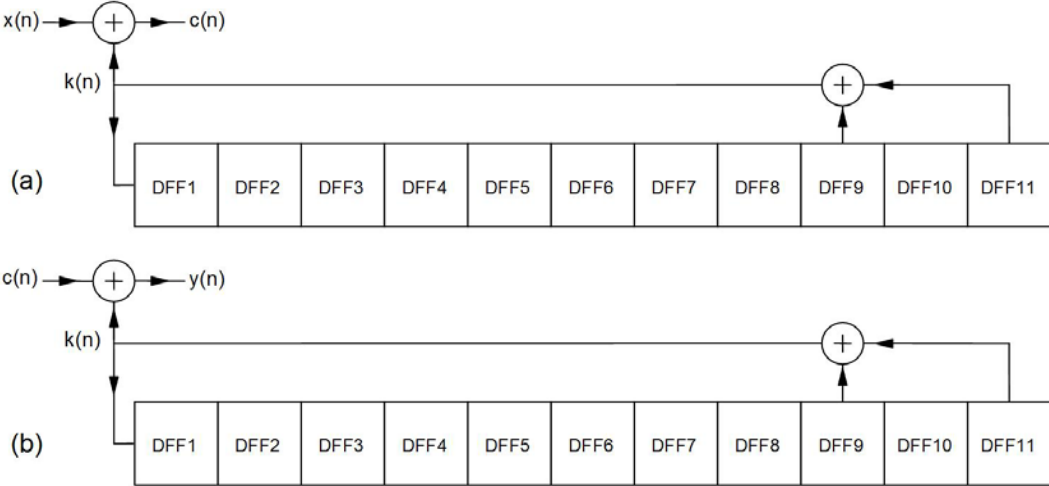 x(n) + c(n)
k(n) +
(a) DFF1 DFF2 DFF3 DFF4 DFF5 DFF6 DFF7 DFF8 DFF9 DFF10 DFF11
c(n) + y(n)
k(n) +
(b) DFF1 DFF2 DFF3 DFF4 DFF5 DFF6 DFF7 DFF8 DFF9 DFF10 DFF11